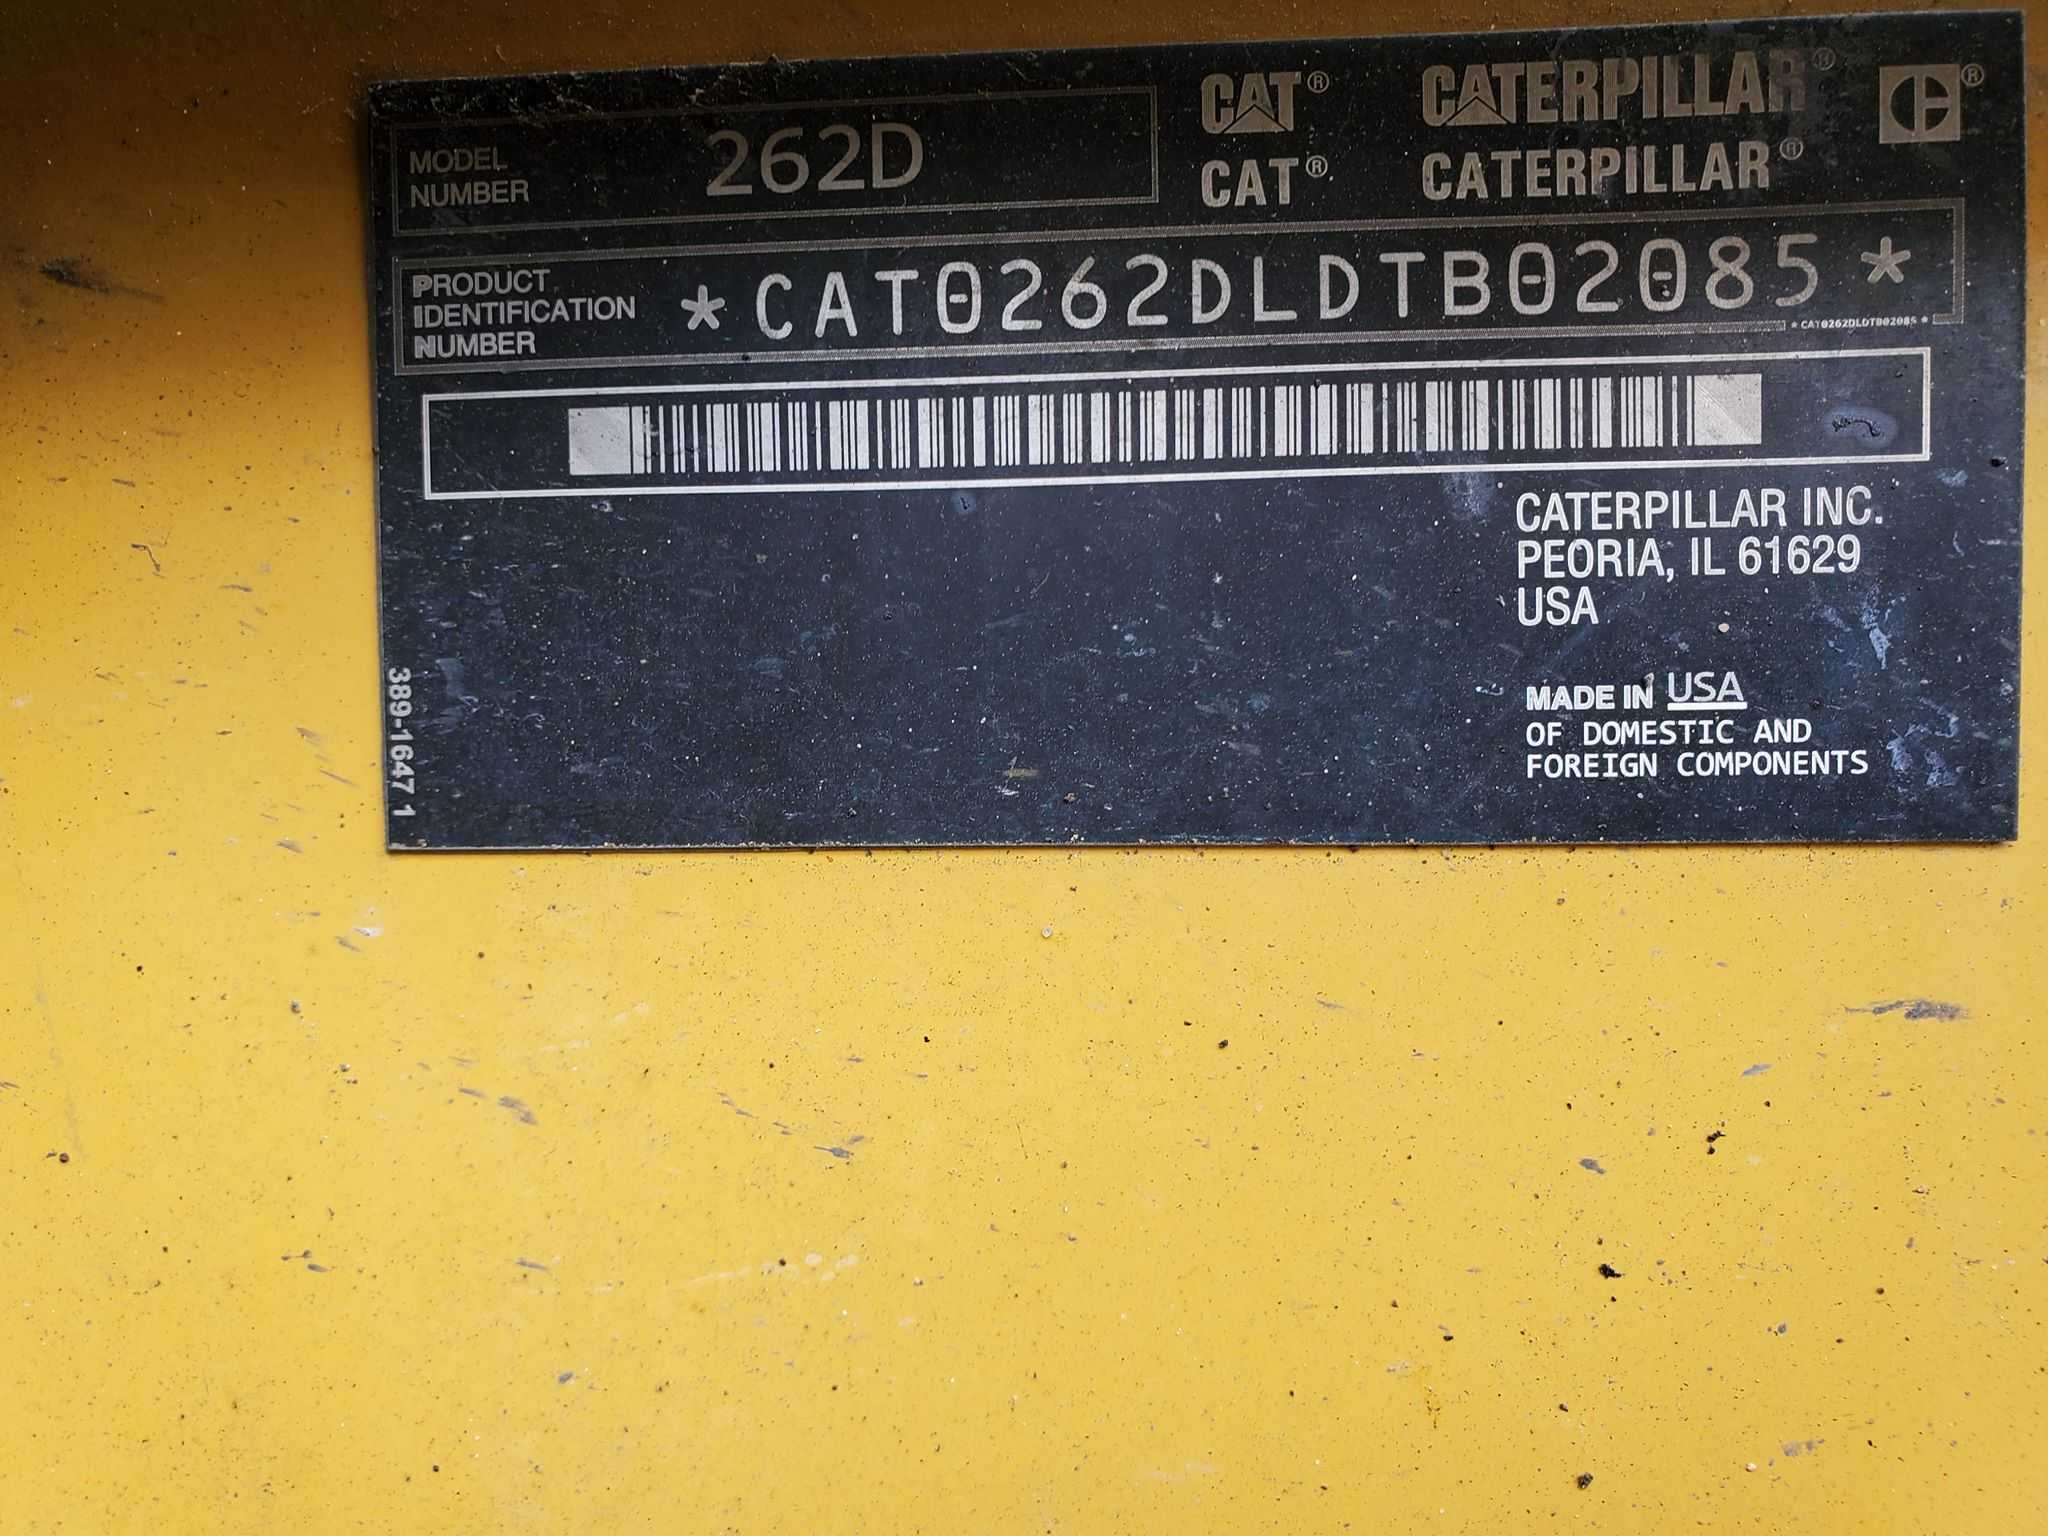 MODEL NUMBER 262D
CAT® CATERPILLAR® ®
CAT® CATERPILLAR®
PRODUCT IDENTIFICATION NUMBER *CAT0262DLDTB02085*
*CAT0262DLDTB02085*
CATERPILLAR INC.
PEORIA, IL 61629
USA
MADE IN USA
OF DOMESTIC AND
FOREIGN COMPONENTS
389-1647 1